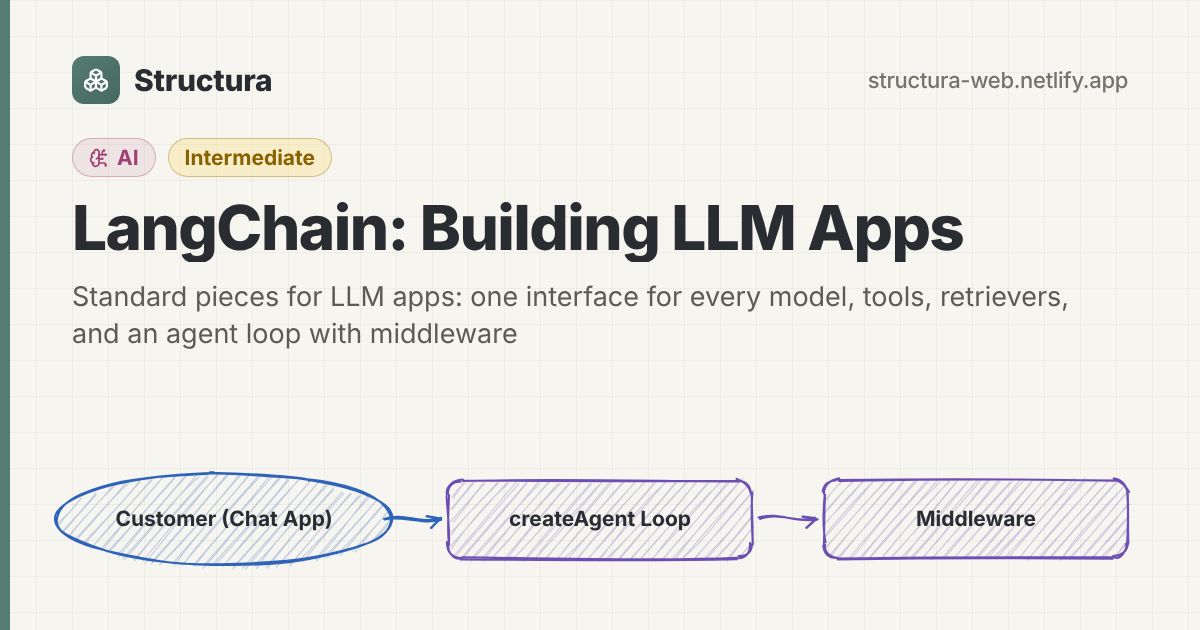 Structura
structura-web.netlify.app
AI
Intermediate
LangChain: Building LLM Apps
Standard pieces for LLM apps: one interface for every model, tools, retrievers,
and an agent loop with middleware
Customer (Chat App)
createAgent Loop
Middleware